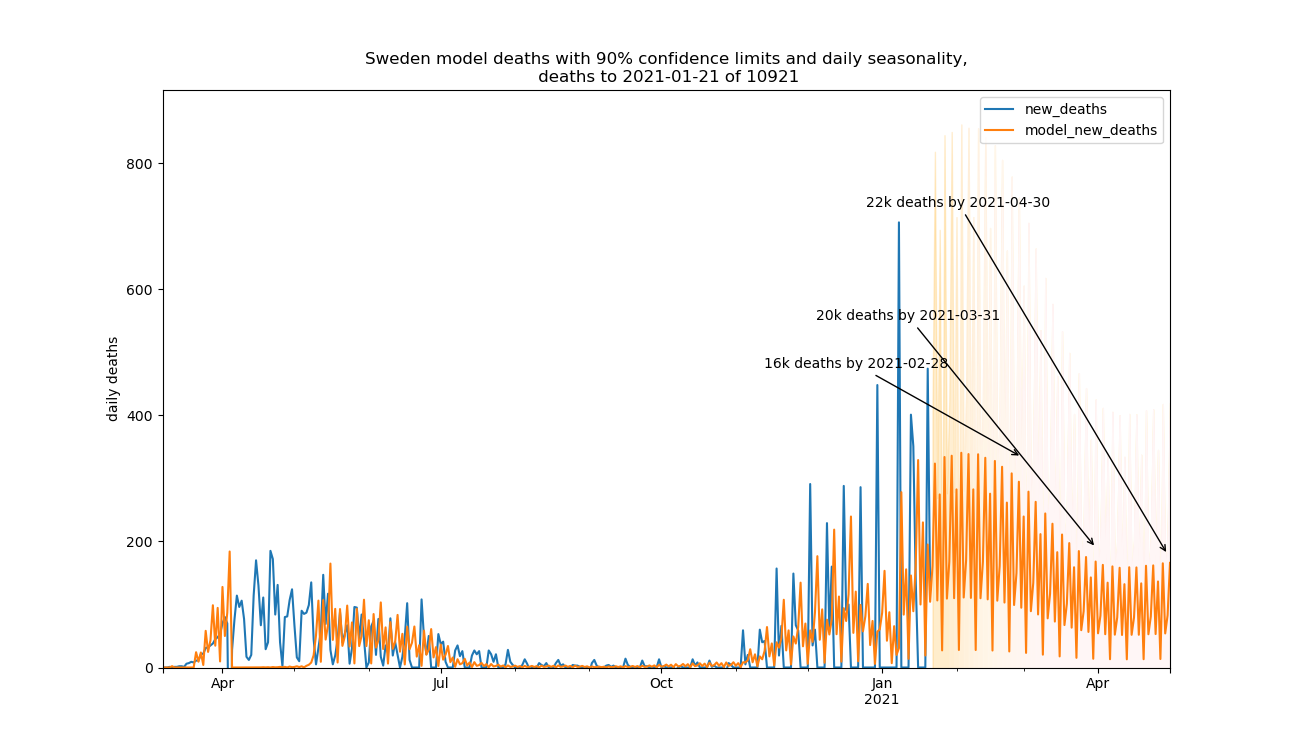 Sweden model deaths with 90% confidence limits and daily seasonality,
deaths to 2021-01-21 of 10921
new_deaths
model_new_deaths
800
22k deaths by 2021-04-30
600
20k deaths by 2021-03-31
16k deaths by 2021-02-28
daily deaths
400
200
0
Apr
Jul
Oct
Jan
2021
Apr